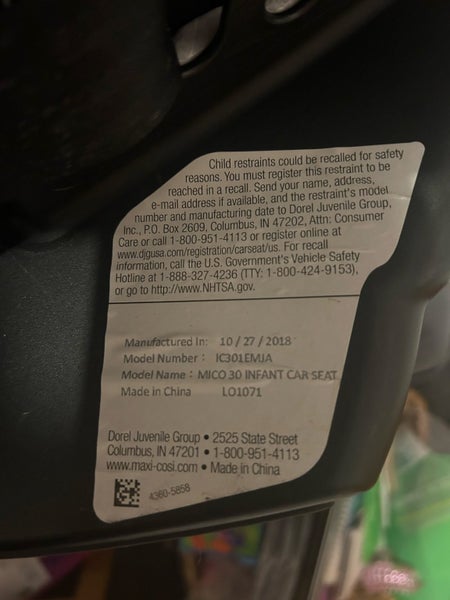 Child restraints could be recalled for safety
reasons. You must register this restraint to be
reached in a recall. Send your name, address,
e-mail address if available, and the restraint's model
number and manufacturing date to Dorel Juvenile Group,
Inc., P.O. Box 2609, Columbus, IN 47202, Attn: Consumer
Care or call 1-800-951-4113 or register online at
www.djgusa.com/registration/carseat/us. For recall
information, call the U.S. Government's Vehicle Safety
Hotline at 1-888-327-4236 (TTY: 1-800-424-9153),
or go to http://www.NHTSA.gov.
Manufactured In: 10 / 27 / 2018
Model Number : IC301EMJA
Model Name : MICO 30 INFANT CAR SEAT
Made in China LO1071
Dorel Juvenile Group • 2525 State Street
Columbus, IN 47201 • 1-800-951-4113
www.maxi-cosi.com • Made in China
4360-5858